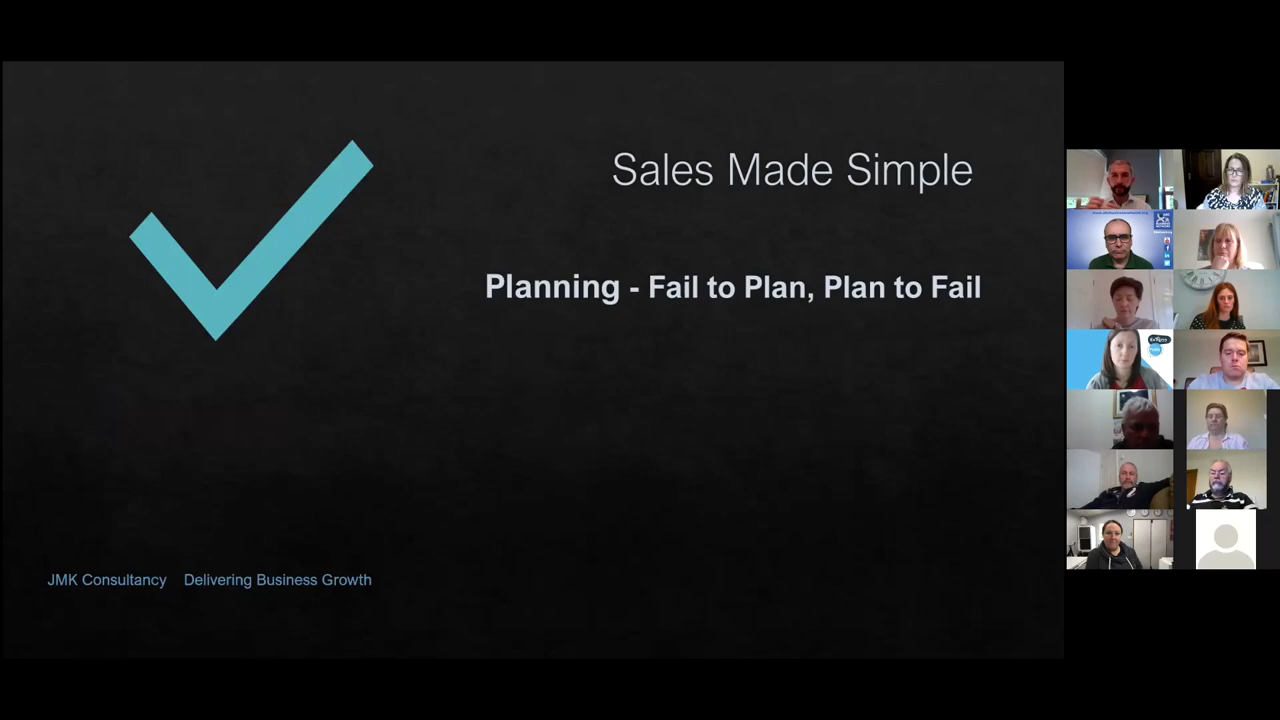 Sales Made Simple
Planning - Fail to Plan, Plan to Fail
JMK Consultancy Delivering Business Growth